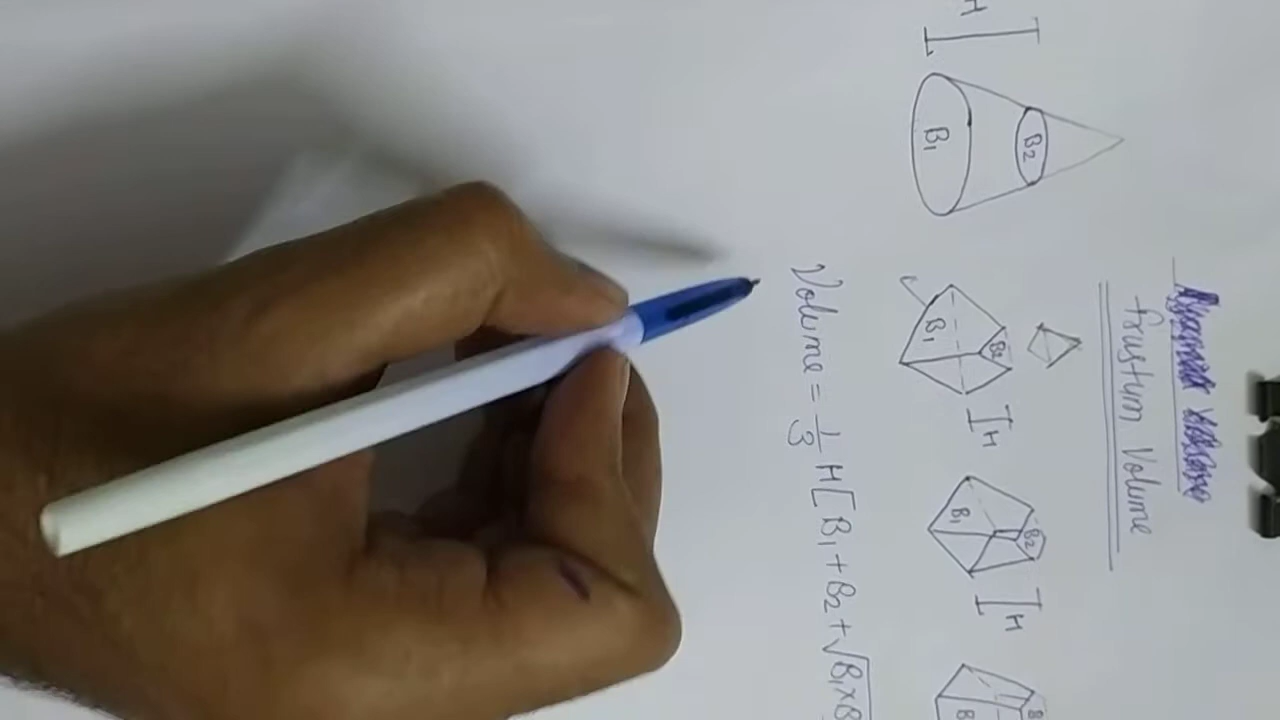 frustum Volume
H
B1
B2
B1
B2
H
B1
B2
H
B
B
Volume = 1/3 H[B1+B2+√B1×B